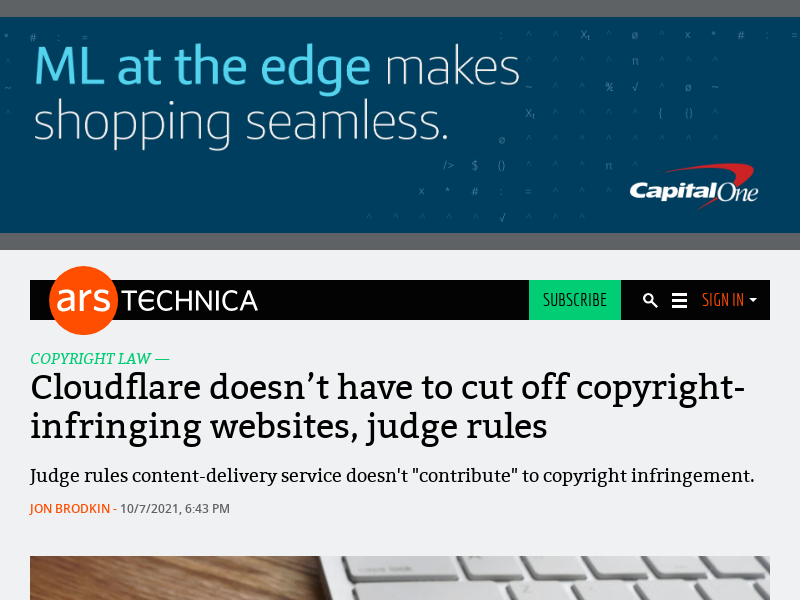 ML at the edge makes
shopping seamless.
CapitalOne
ars TECHNICA
SUBSCRIBE
SIGN IN
COPYRIGHT LAW —
Cloudflare doesn’t have to cut off copyright-
infringing websites, judge rules
Judge rules content-delivery service doesn't "contribute" to copyright infringement.
JON BRODKIN - 10/7/2021, 6:43 PM